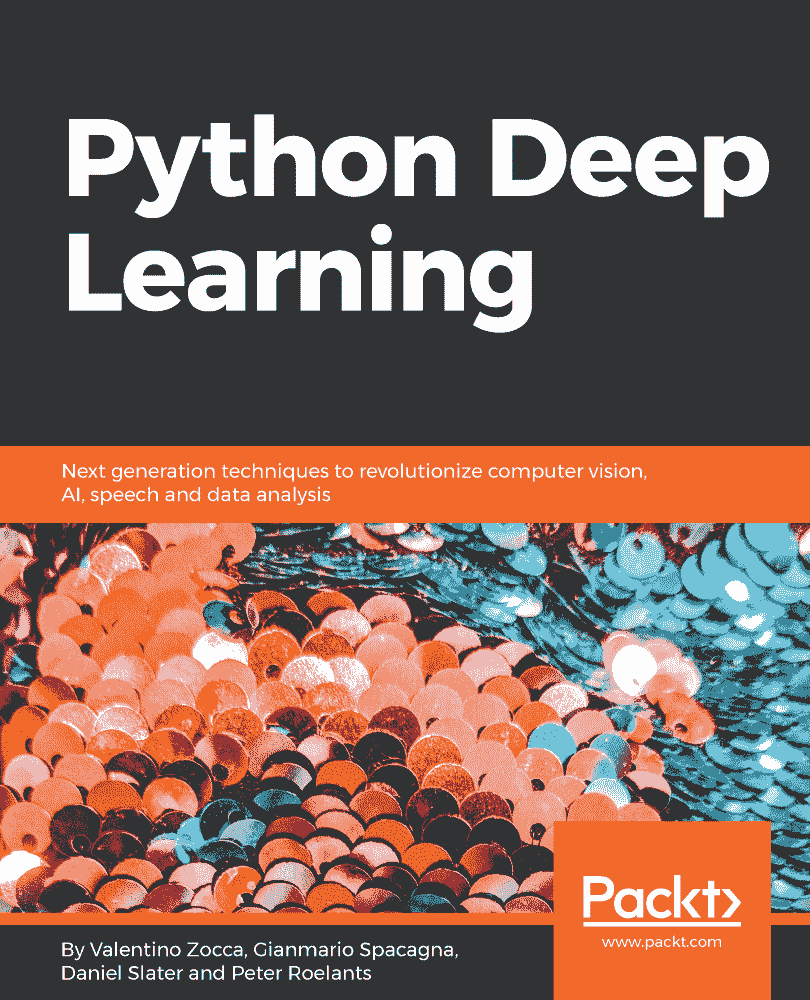 Python Deep
Learning
Next generation techniques to revolutionize computer vision,
AI, speech and data analysis
Packt>
www.packt.com
By Valentino Zocca, Gianmario Spacagna,
Daniel Slater and Peter Roelants